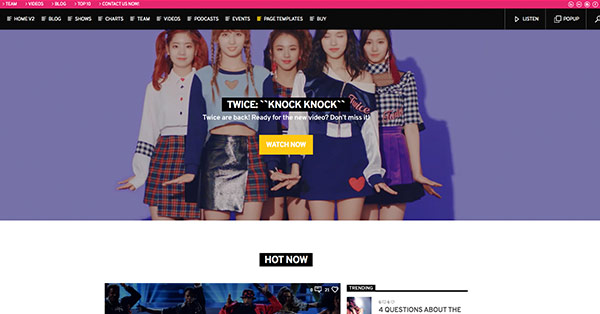 TEAM VIDEOS BLOG TOP 10 CONTACT US NOW!
HOME V2 BLOG SHOWS CHARTS TEAM VIDEOS PODCASTS EVENTS PAGE TEMPLATES BUY LISTEN POPUP
TWICE: ``KNOCK KNOCK``
Twice are back! Ready for the new video? Don't miss it!
WATCH NOW
HOT NOW
21
TRENDING
4 QUESTIONS ABOUT THE